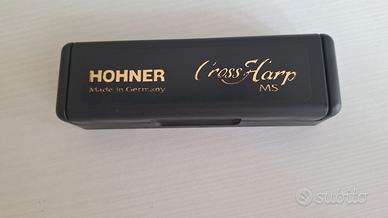 HOHNER
Made in Germany
Cross Harp
MS
subito